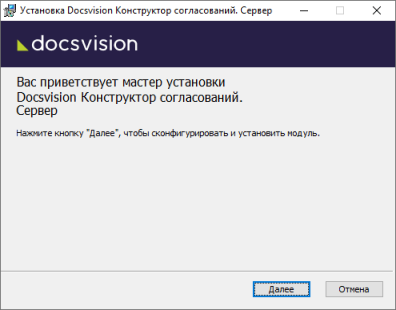 Установка Docsvision Конструктор согласований. Сервер
docsvision
Вас приветствует мастер установки
Docsvision Конструктор согласований.
Сервер
Нажмите кнопку "Далее", чтобы сконфигурировать и установить модуль.
Далее
Отмена